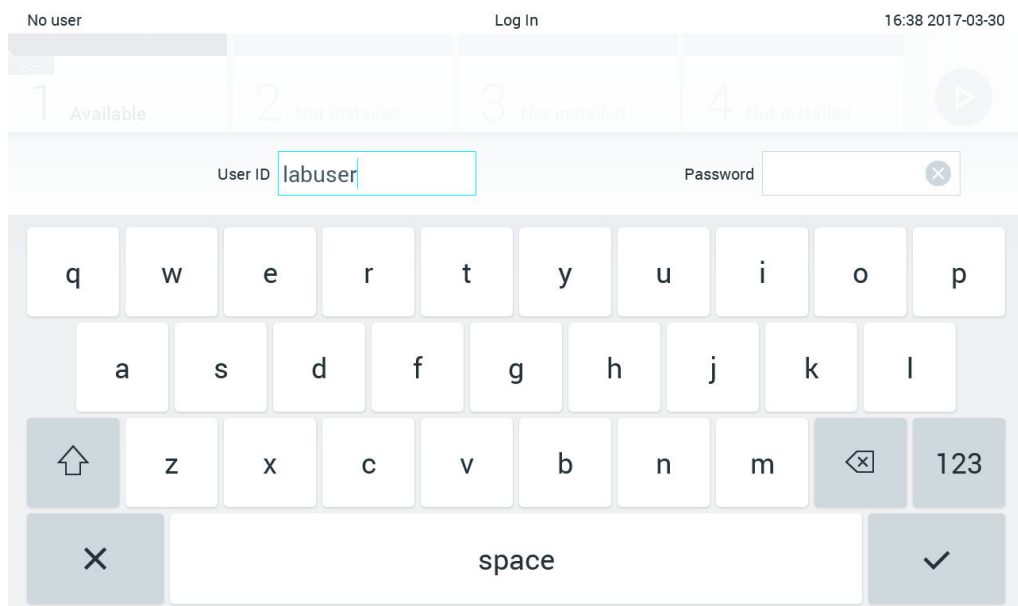 No user Log In 16:38 2017-03-30
--:--
1 Available 2 Not installed 3 Not installed 4 Not installed
User ID labuser Password
q w e r t y u i o p
a s d f g h j k l
z x c v b n m 123
space